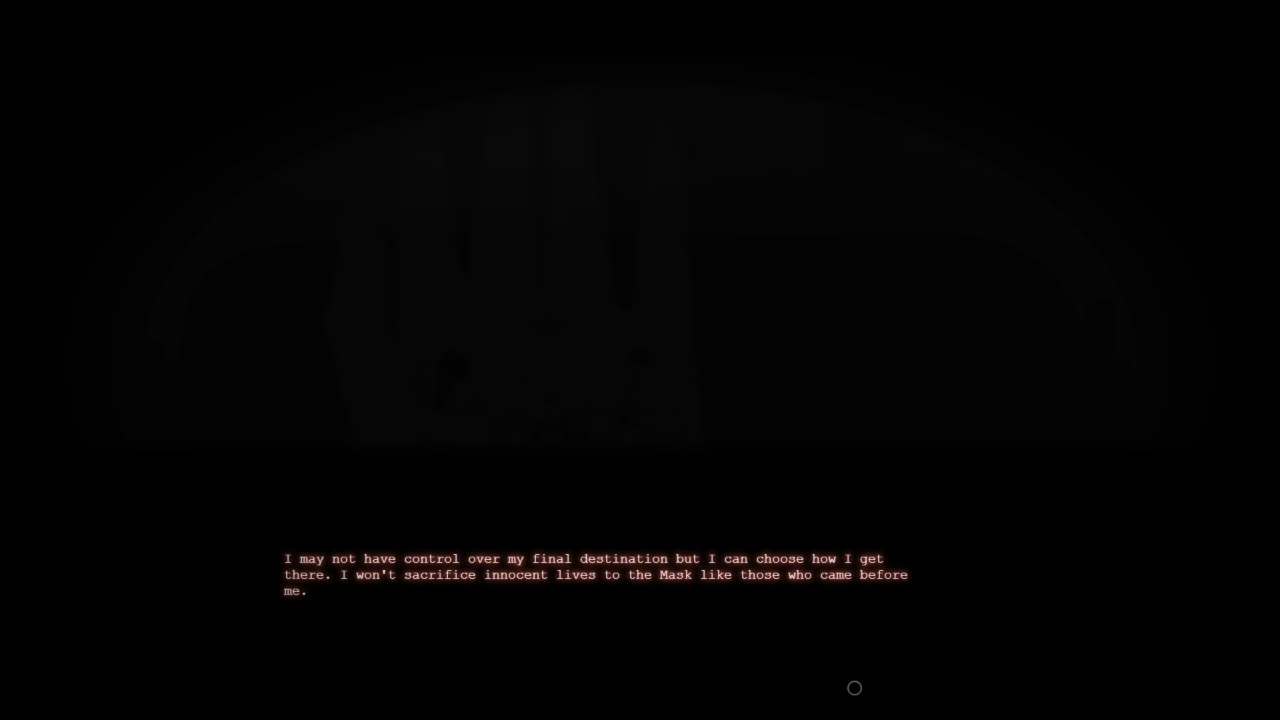 I may not have control over my final destination but I can choose how I get
there. I won't sacrifice innocent lives to the Mask like those who came before
me.